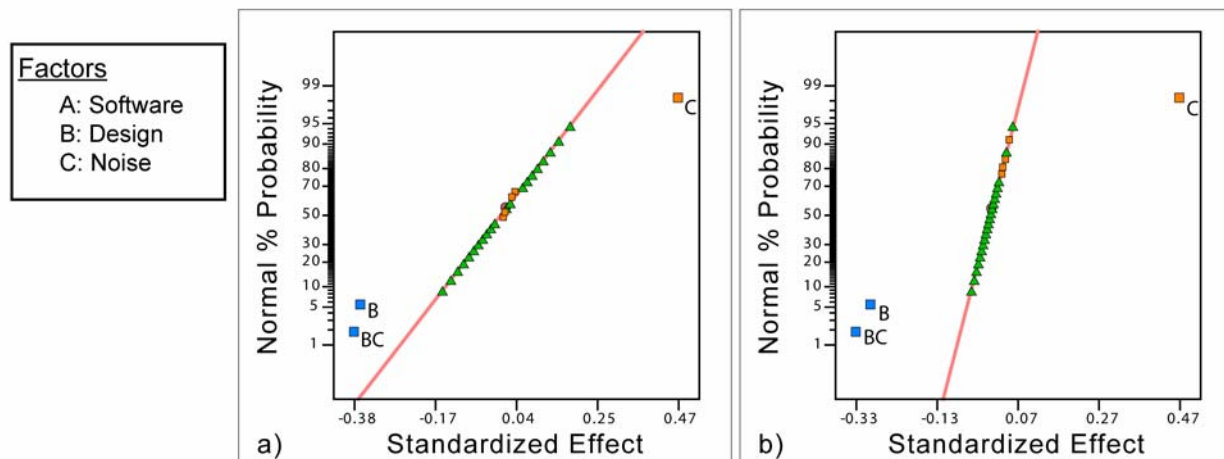 Factors
A: Software
B: Design
C: Noise
Normal % Probability
99
95
90
80
70
50
30
20
10
5
1
C
B
BC
-0.38
-0.17
0.04
0.25
0.47
a)
Standardized Effect
Normal % Probability
99
95
90
80
70
50
30
20
10
5
1
C
B
BC
-0.33
-0.13
0.07
0.27
0.47
b)
Standardized Effect